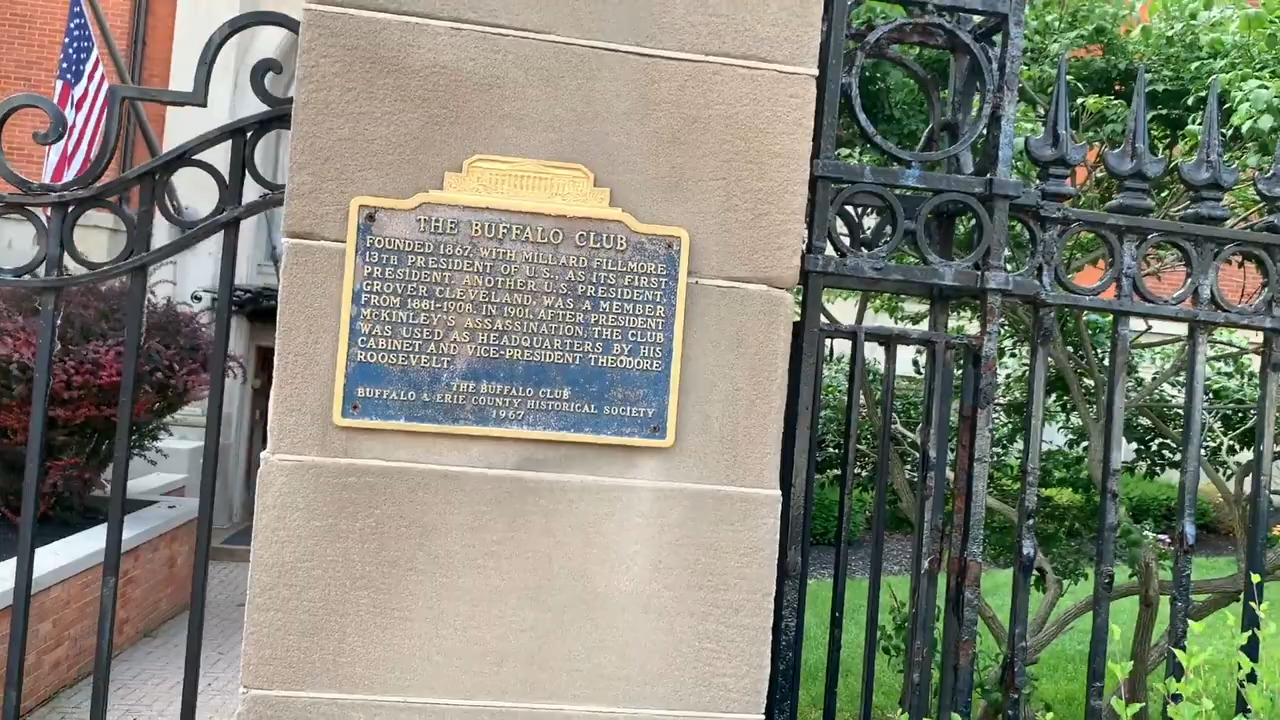 THE BUFFALO CLUB
FOUNDED 1867, WITH MILLARD FILLMORE,
13TH PRESIDENT OF U.S., AS ITS FIRST
PRESIDENT. ANOTHER U.S. PRESIDENT,
GROVER CLEVELAND, WAS A MEMBER
FROM 1881-1908. IN 1901, AFTER PRESIDENT
McKINLEY'S ASSASSINATION, THE CLUB
WAS USED AS HEADQUARTERS BY HIS
CABINET AND VICE-PRESIDENT THEODORE
ROOSEVELT.
THE BUFFALO CLUB
BUFFALO & ERIE COUNTY HISTORICAL SOCIETY
1967